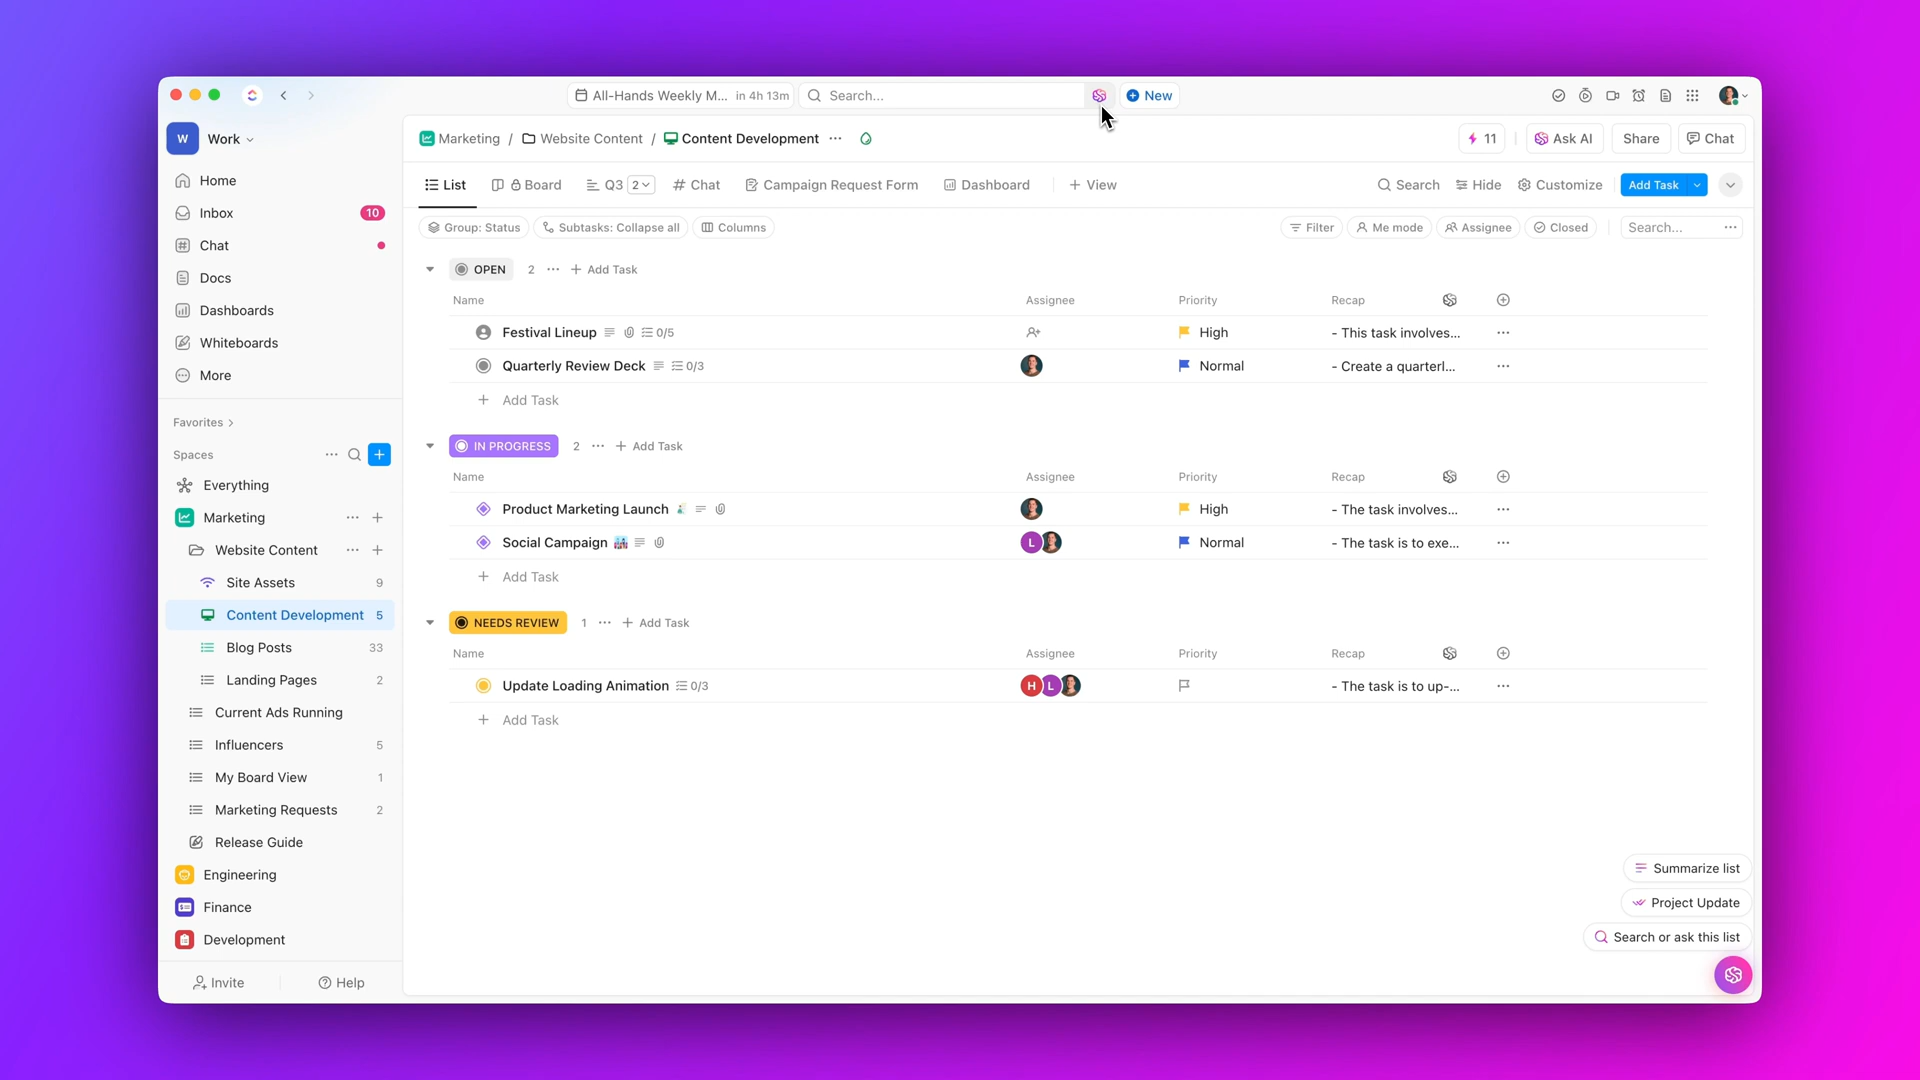 All-Hands Weekly M... in 4h 13m Search... New
W Work
Marketing / Website Content / Content Development ... 11 Ask AI Share Chat
Home
Inbox 10
Chat
Docs
Dashboards
Whiteboards
More
Favorites
Spaces
Everything
Marketing
Website Content
Site Assets 9
Content Development 5
Blog Posts 33
Landing Pages 2
Current Ads Running
Influencers 5
My Board View 1
Marketing Requests 2
Release Guide
Engineering
Finance
Development
Invite Help
List Board Q3 2 Chat Campaign Request Form Dashboard + View Search Hide Customize Add Task
Group: Status Subtasks: Collapse all Columns Filter Me mode Assignee Closed Search...
OPEN 2 ... + Add Task
Name Assignee Priority Recap
Festival Lineup 0/5 High - This task involves...
Quarterly Review Deck 0/3 Normal - Create a quarterl...
+ Add Task
IN PROGRESS 2 ... + Add Task
Name Assignee Priority Recap
Product Marketing Launch High - The task involves...
Social Campaign L Normal - The task is to exe...
+ Add Task
NEEDS REVIEW 1 ... + Add Task
Name Assignee Priority Recap
Update Loading Animation 0/3 H L - The task is to up-...
+ Add Task
Summarize list
Project Update
Search or ask this list